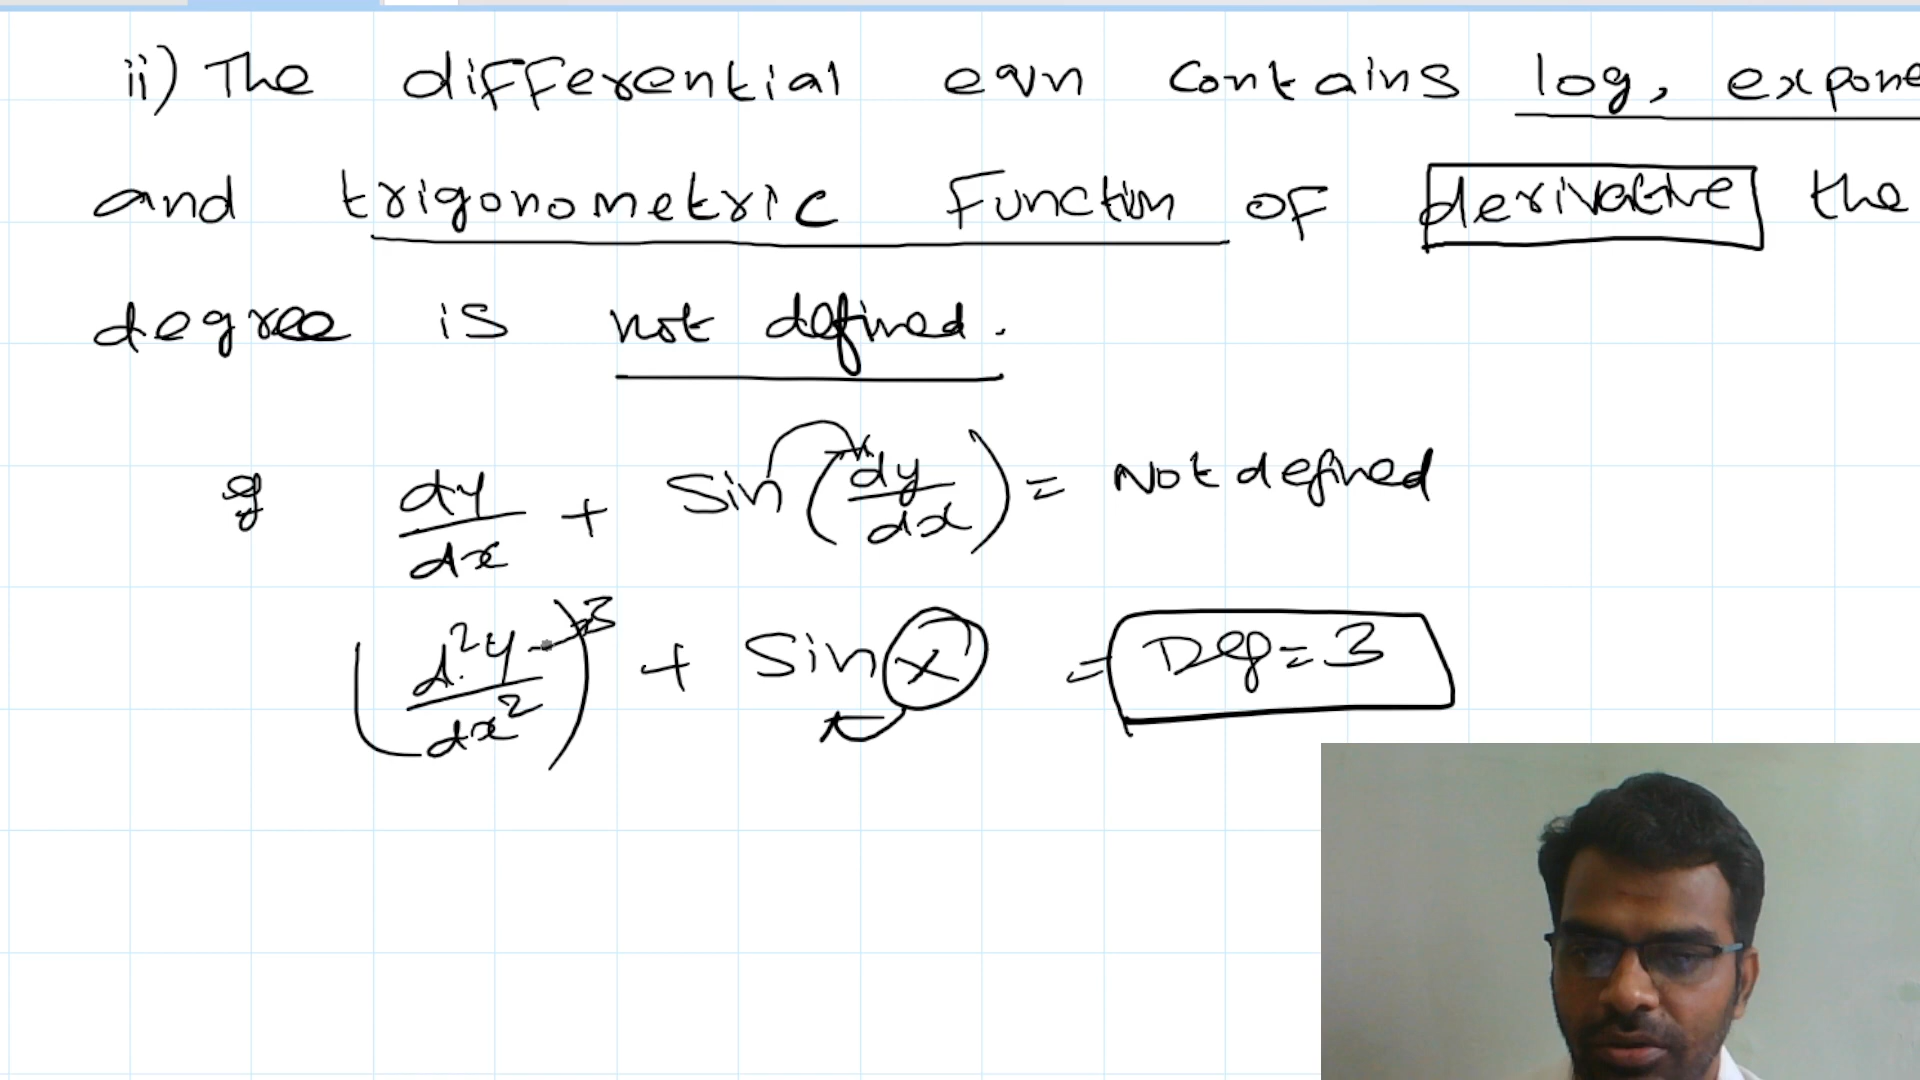 ii) The differential eqn contains log, expone
and trigonometric Function of derivative the
degree is not defined.
eg dy/dx + Sin (dy/dx) = Not defined
(d²y/dx²)³ + Sin x = Deg = 3